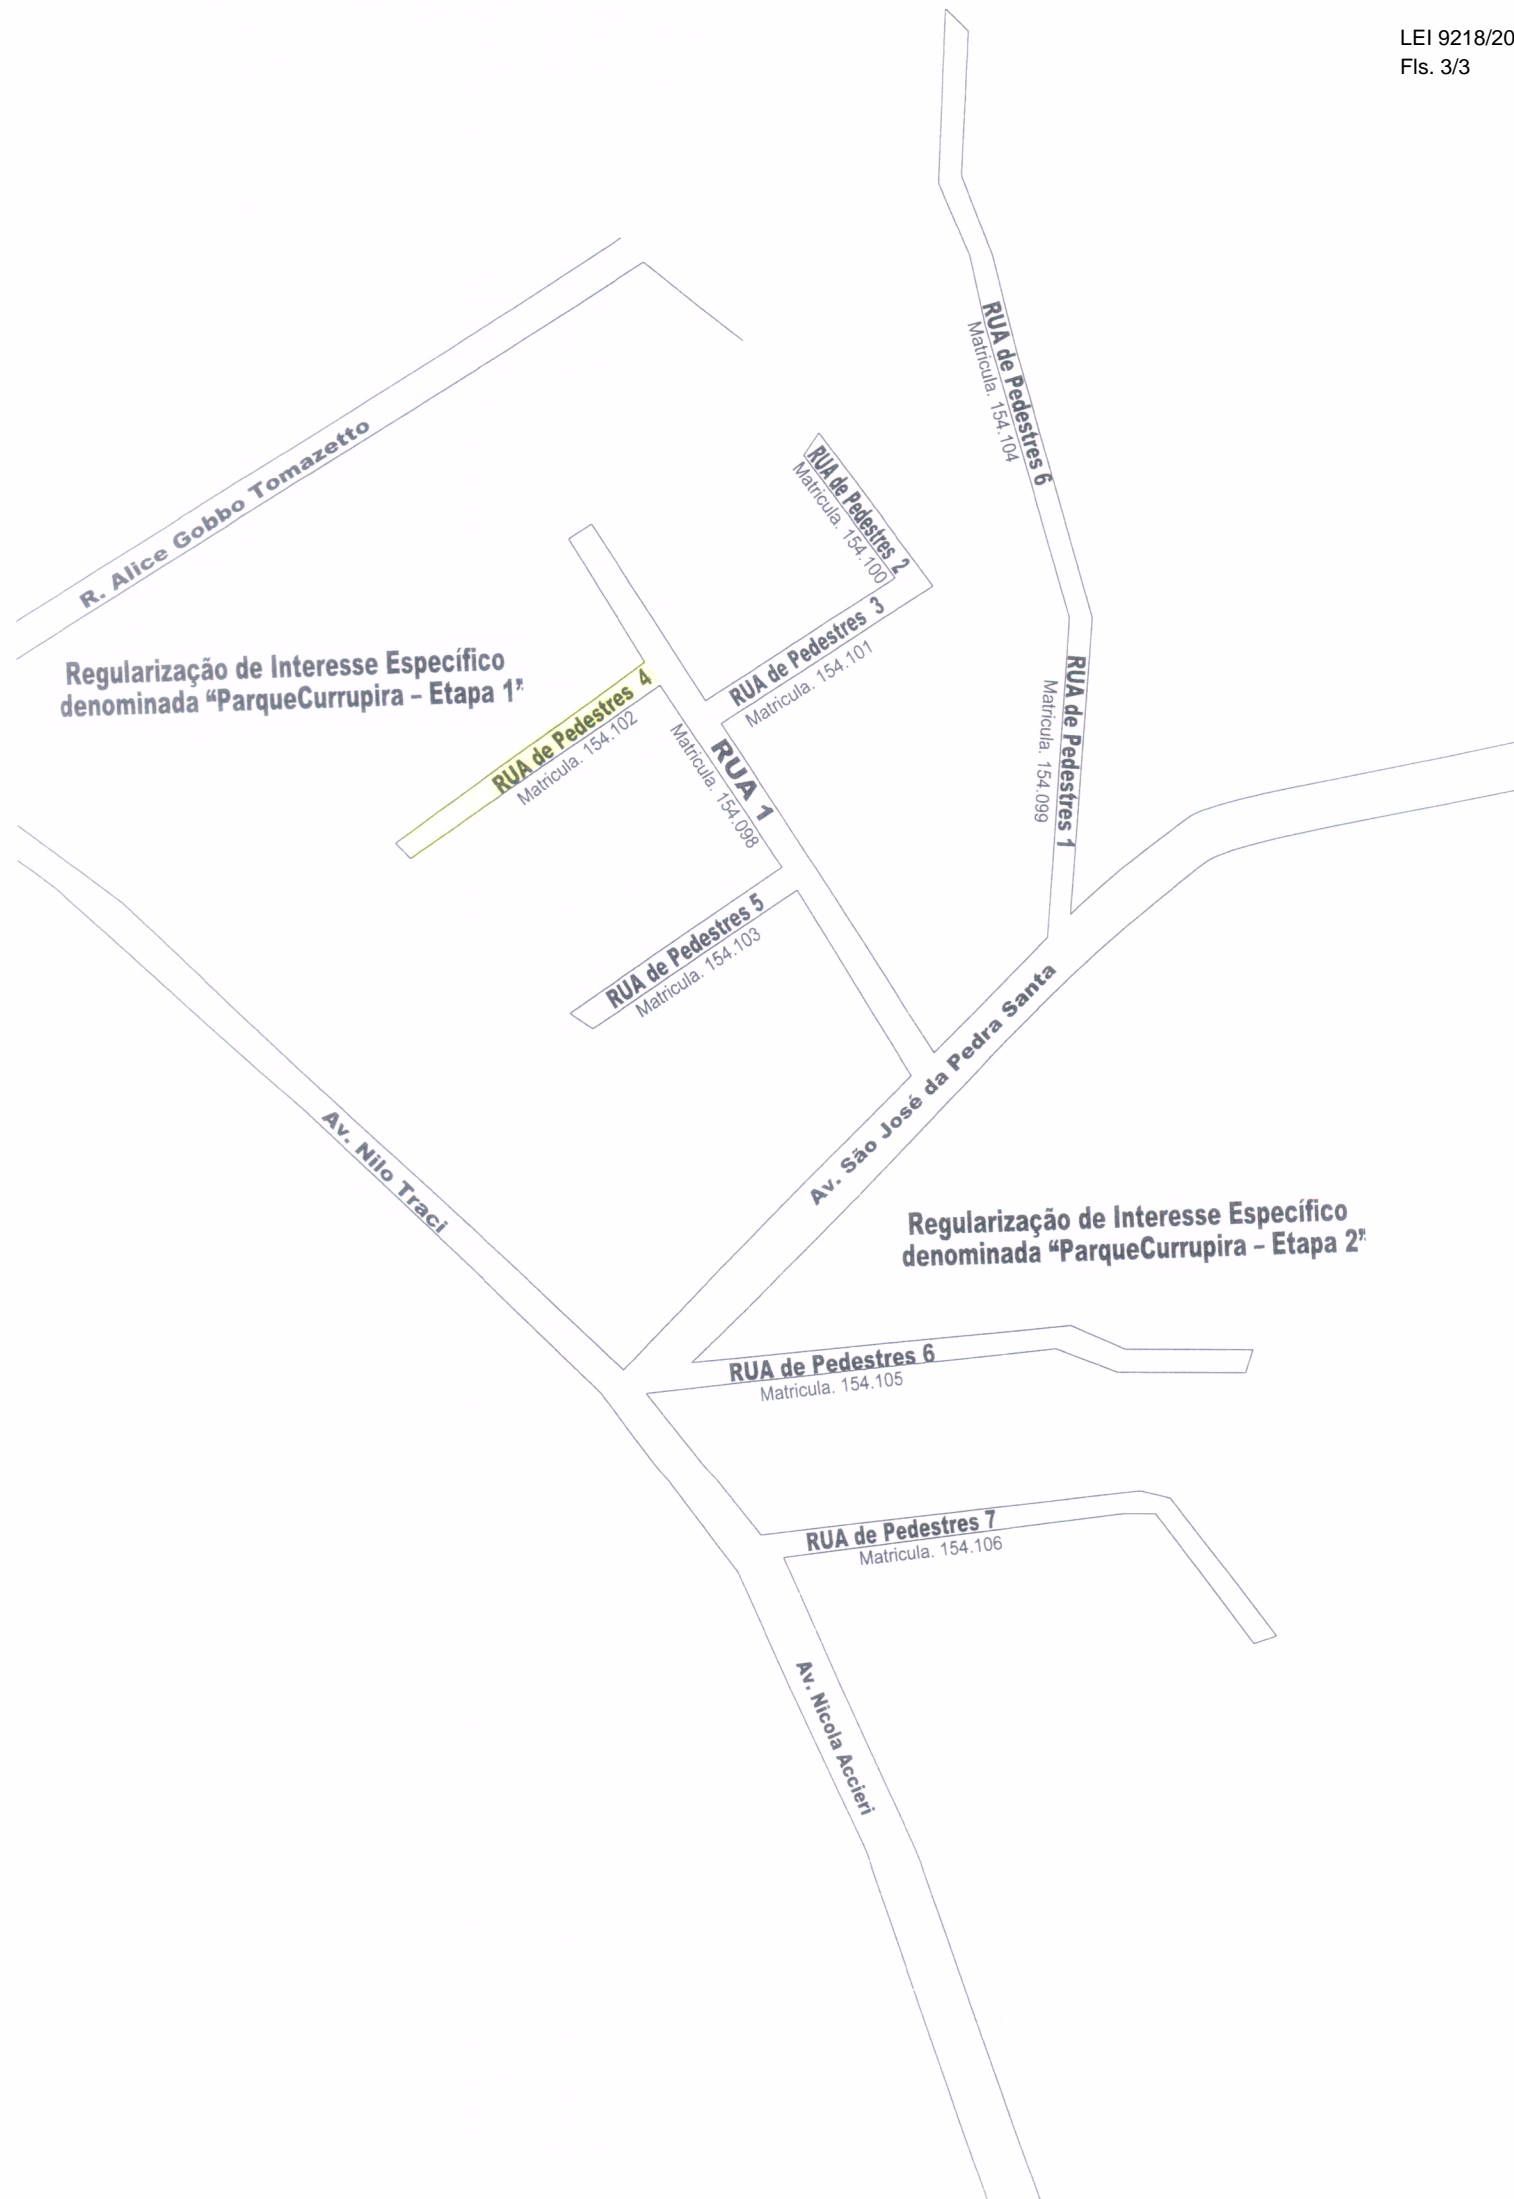 LEI 9218/20
Fls. 3/3
RUA de Pedestres 6
Matricula. 154.104
R. Alice Gobbo Tomazetto
RUA de Pedestres 2
Matricula. 154.100
RUA de Pedestres 3
Matricula. 154.101
Regularização de Interesse Específico
denominada “ParqueCurrupira – Etapa 1”
RUA de Pedestres 4
Matricula. 154.102
RUA 1
Matricula. 154.098
RUA de Pedestres 1
Matricula. 154.099
RUA de Pedestres 5
Matricula. 154.103
Av. São José da Pedra Santa
Av. Nilo Traci
Regularização de Interesse Específico
denominada “ParqueCurrupira – Etapa 2”
RUA de Pedestres 6
Matricula. 154.105
RUA de Pedestres 7
Matricula. 154.106
Av. Nicola Accieri